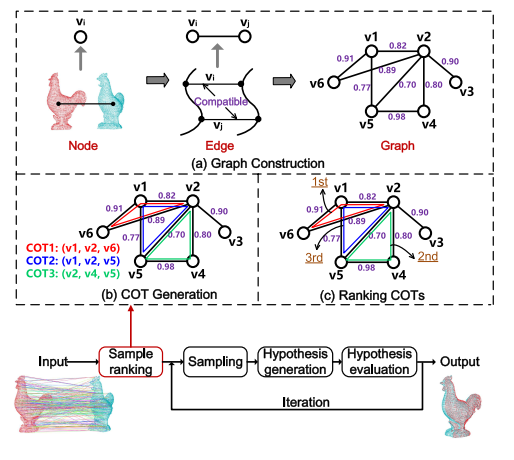 vi
vi vj
vi
Compatible
vj
Node
Edge
Graph
v1 0.82 v2
0.91
0.89
0.90
v6
0.77
0.70
0.80
v3
v5 0.98 v4
(a) Graph Construction
v1 0.82 v2
0.91
0.89
0.90
v6
0.77
0.70
0.80
v3
COT1: (v1, v2, v6)
COT2: (v1, v2, v5)
COT3: (v2, v4, v5)
v5 0.98 v4
(b) COT Generation
1st
v1 0.82 v2
0.91
0.89
0.90
v6
0.77
0.70
0.80
v3
3rd
2nd
v5 0.98 v4
(c) Ranking COTs
Input
Sample
ranking
Sampling
Hypothesis
generation
Hypothesis
evaluation
Output
Iteration